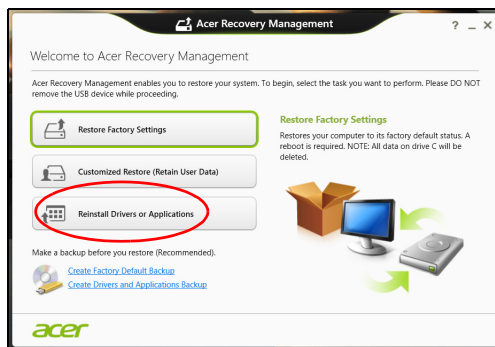 Acer Recovery Management
? _ X
Welcome to Acer Recovery Management
Acer Recovery Management enables you to restore your system. To begin, select the task you want to perform. Please DO NOT
remove the USB device while proceeding.
Restore Factory Settings
Customized Restore (Retain User Data)
Reinstall Drivers or Applications
Restore Factory Settings
Restores your computer to its factory default status. A
reboot is required. NOTE: All data on drive C will be
deleted.
Make a backup before you restore (Recommended).
Create Factory Default Backup
Create Drivers and Applications Backup
acer